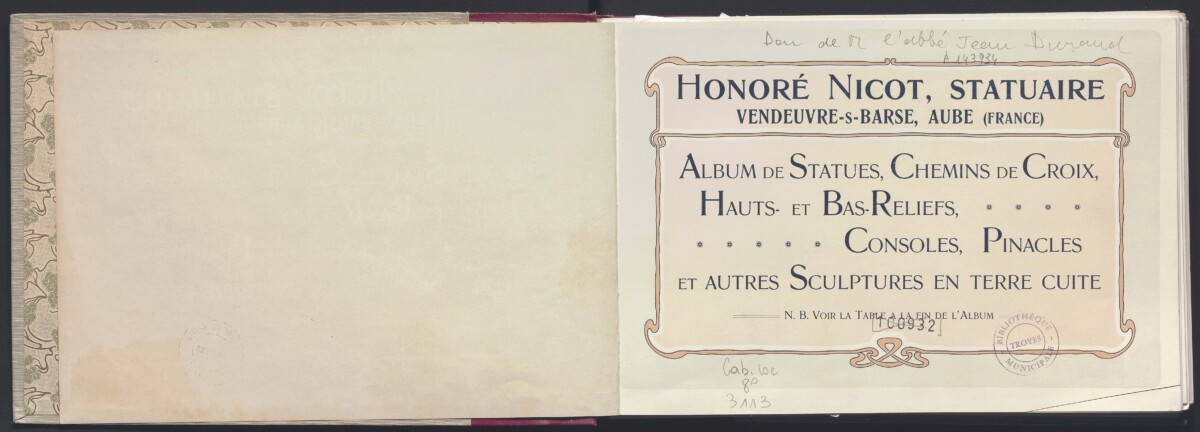 Don de M l'abbé Jean Durand
A 143934
HONORÉ NICOT, STATUAIRE
VENDEUVRE-S-BARSE, AUBE (FRANCE)
ALBUM DE STATUES, CHEMINS DE CROIX,
HAUTS- ET BAS-RELIEFS,
CONSOLES, PINACLES
ET AUTRES SCULPTURES EN TERRE CUITE
N. B. VOIR LA TABLE A LA FIN DE L'ALBUM
100932
BIBLIOTHÈQUE
TROYES
MUNICIPALE
Cab. loc
8°
3113